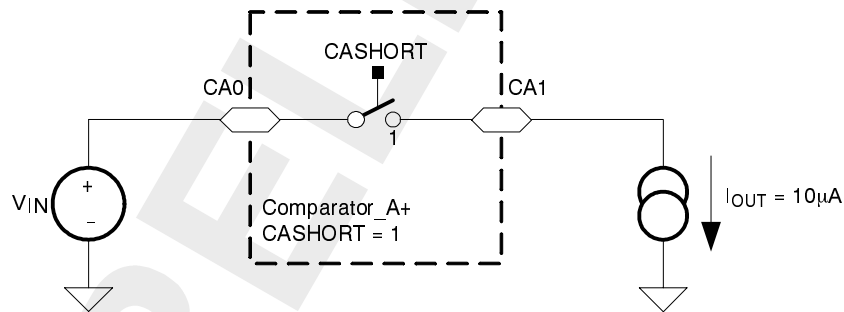 CASHORT
CA0
CA1
1
VIN
+
−
Comparator_A+
CASHORT = 1
IOUT = 10µA